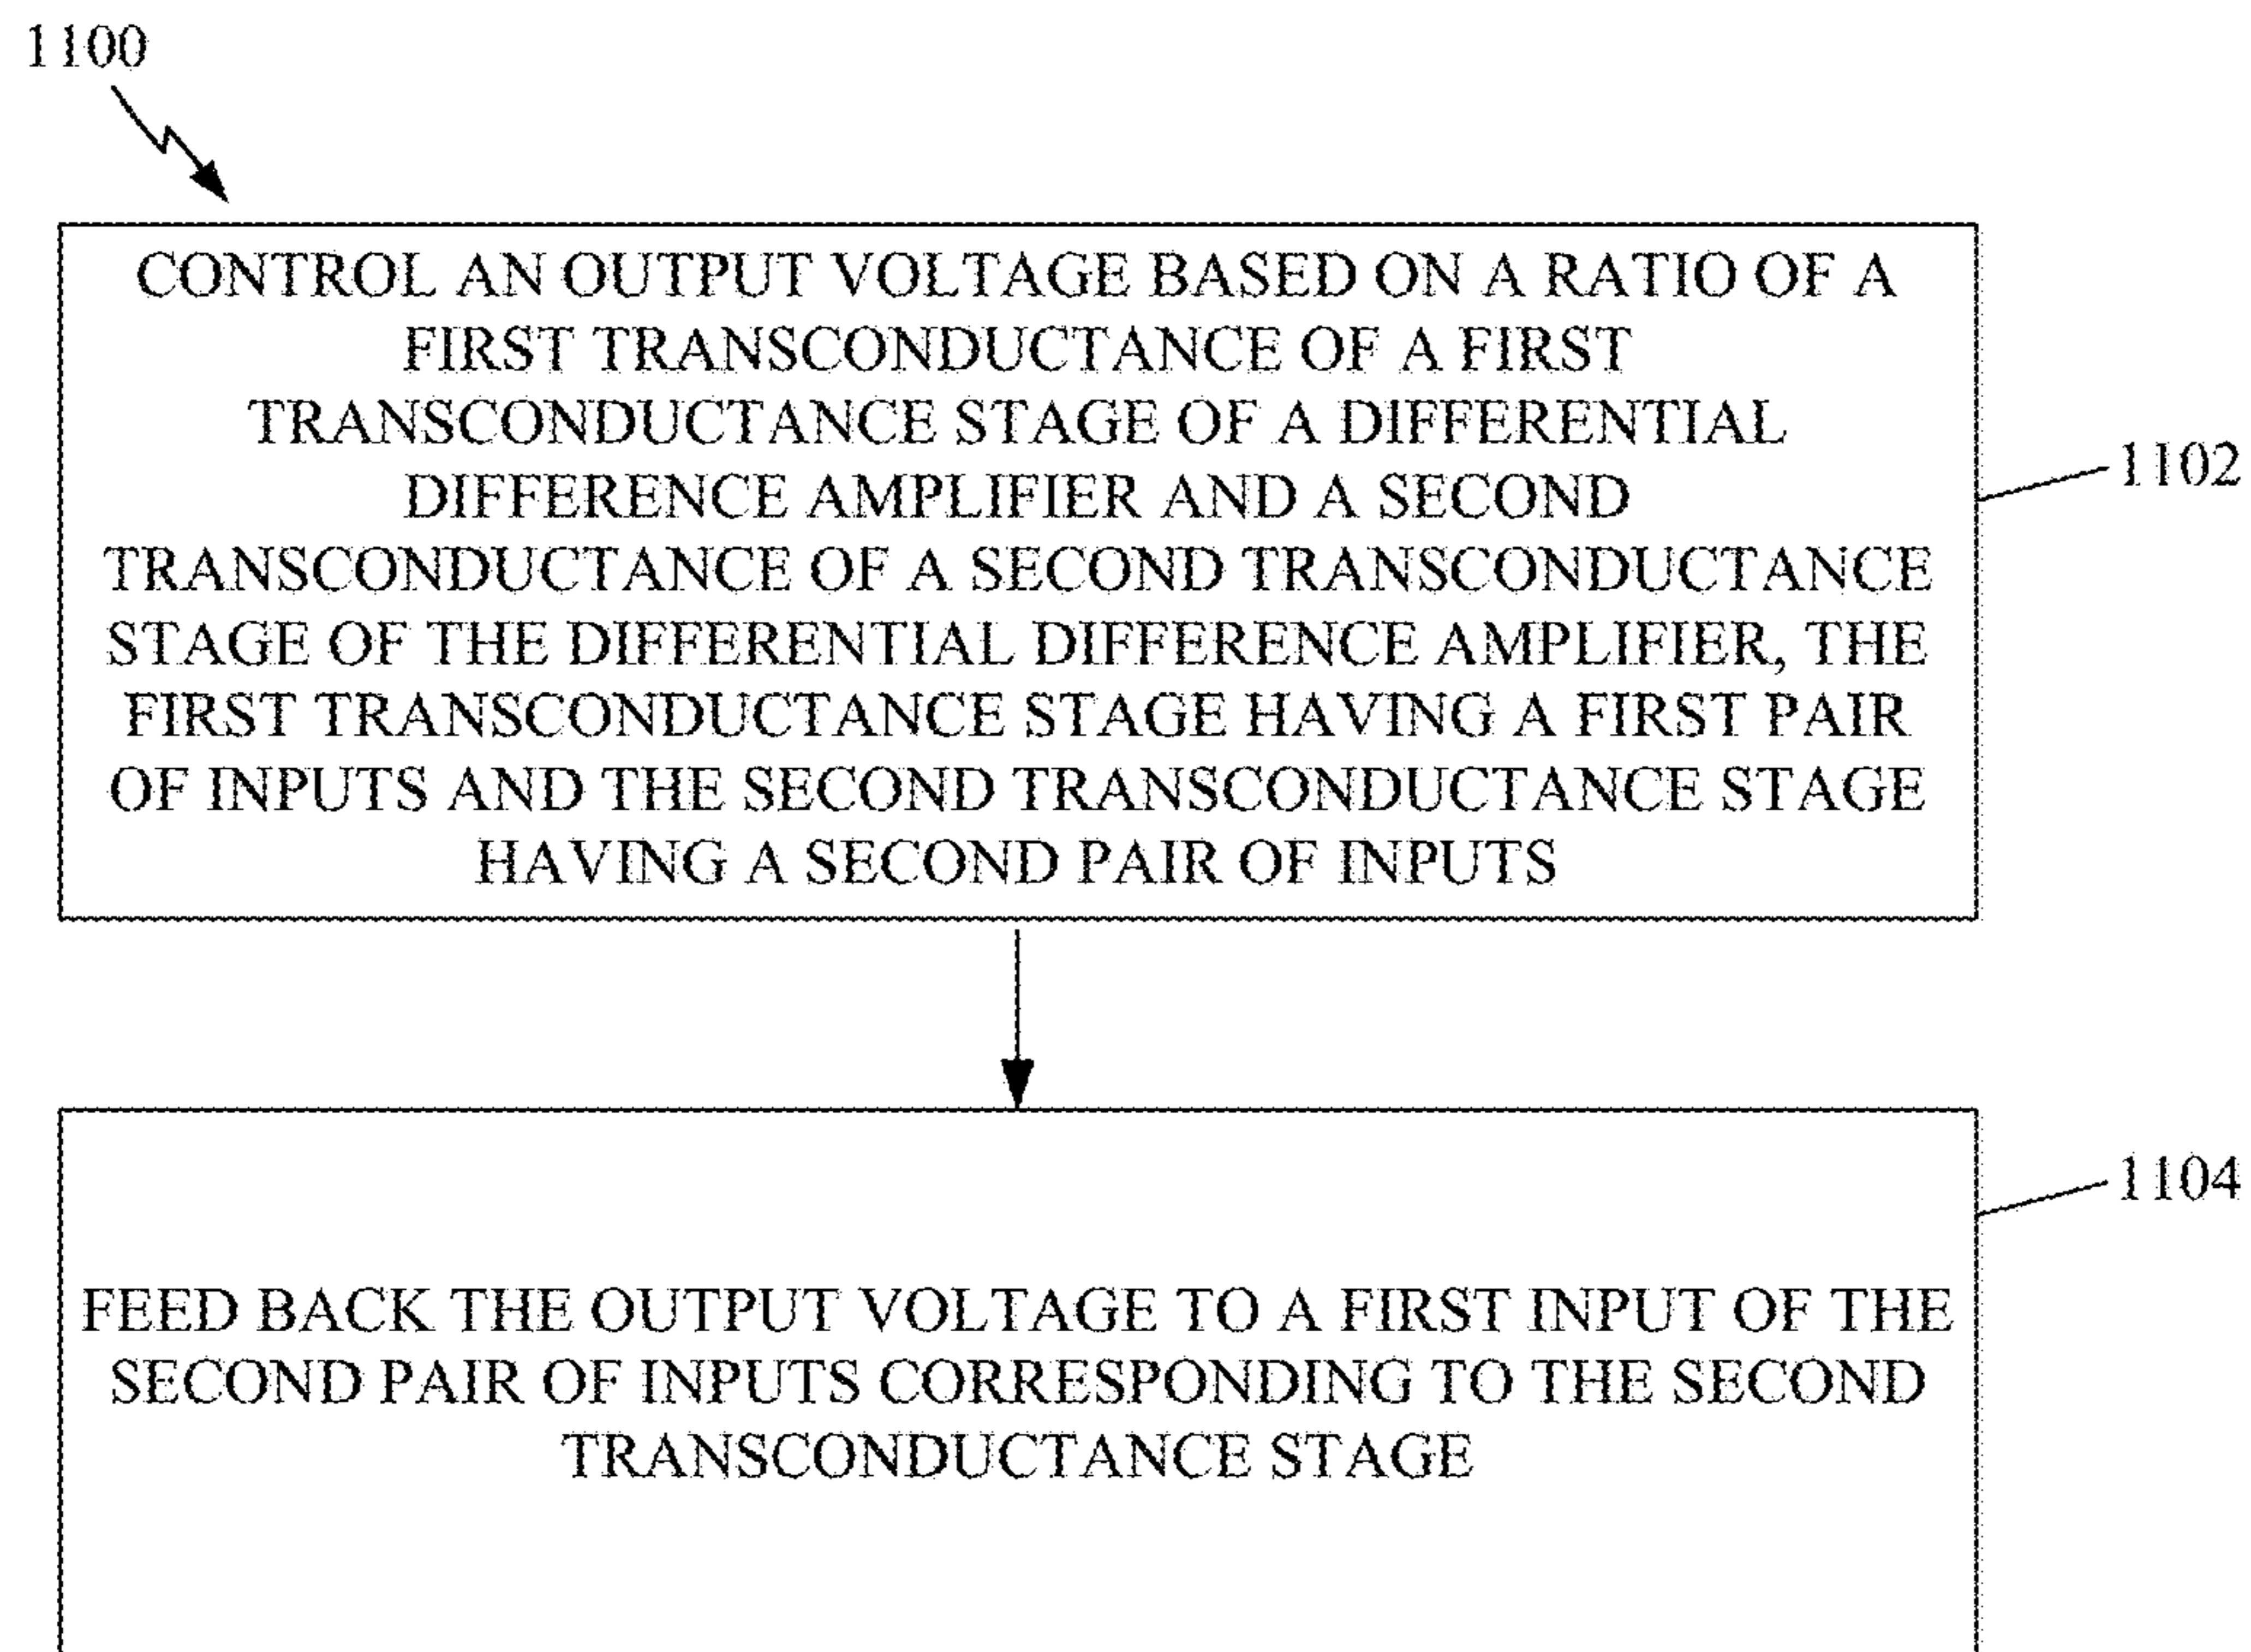 1100
CONTROL AN OUTPUT VOLTAGE BASED ON A RATIO OF A
FIRST TRANSCONDUCTANCE OF A FIRST
TRANSCONDUCTANCE STAGE OF A DIFFERENTIAL
DIFFERENCE AMPLIFIER AND A SECOND
TRANSCONDUCTANCE OF A SECOND TRANSCONDUCTANCE
STAGE OF THE DIFFERENTIAL DIFFERENCE AMPLIFIER, THE
FIRST TRANSCONDUCTANCE STAGE HAVING A FIRST PAIR
OF INPUTS AND THE SECOND TRANSCONDUCTANCE STAGE
HAVING A SECOND PAIR OF INPUTS
1102
1104
FEED BACK THE OUTPUT VOLTAGE TO A FIRST INPUT OF THE
SECOND PAIR OF INPUTS CORRESPONDING TO THE SECOND
TRANSCONDUCTANCE STAGE